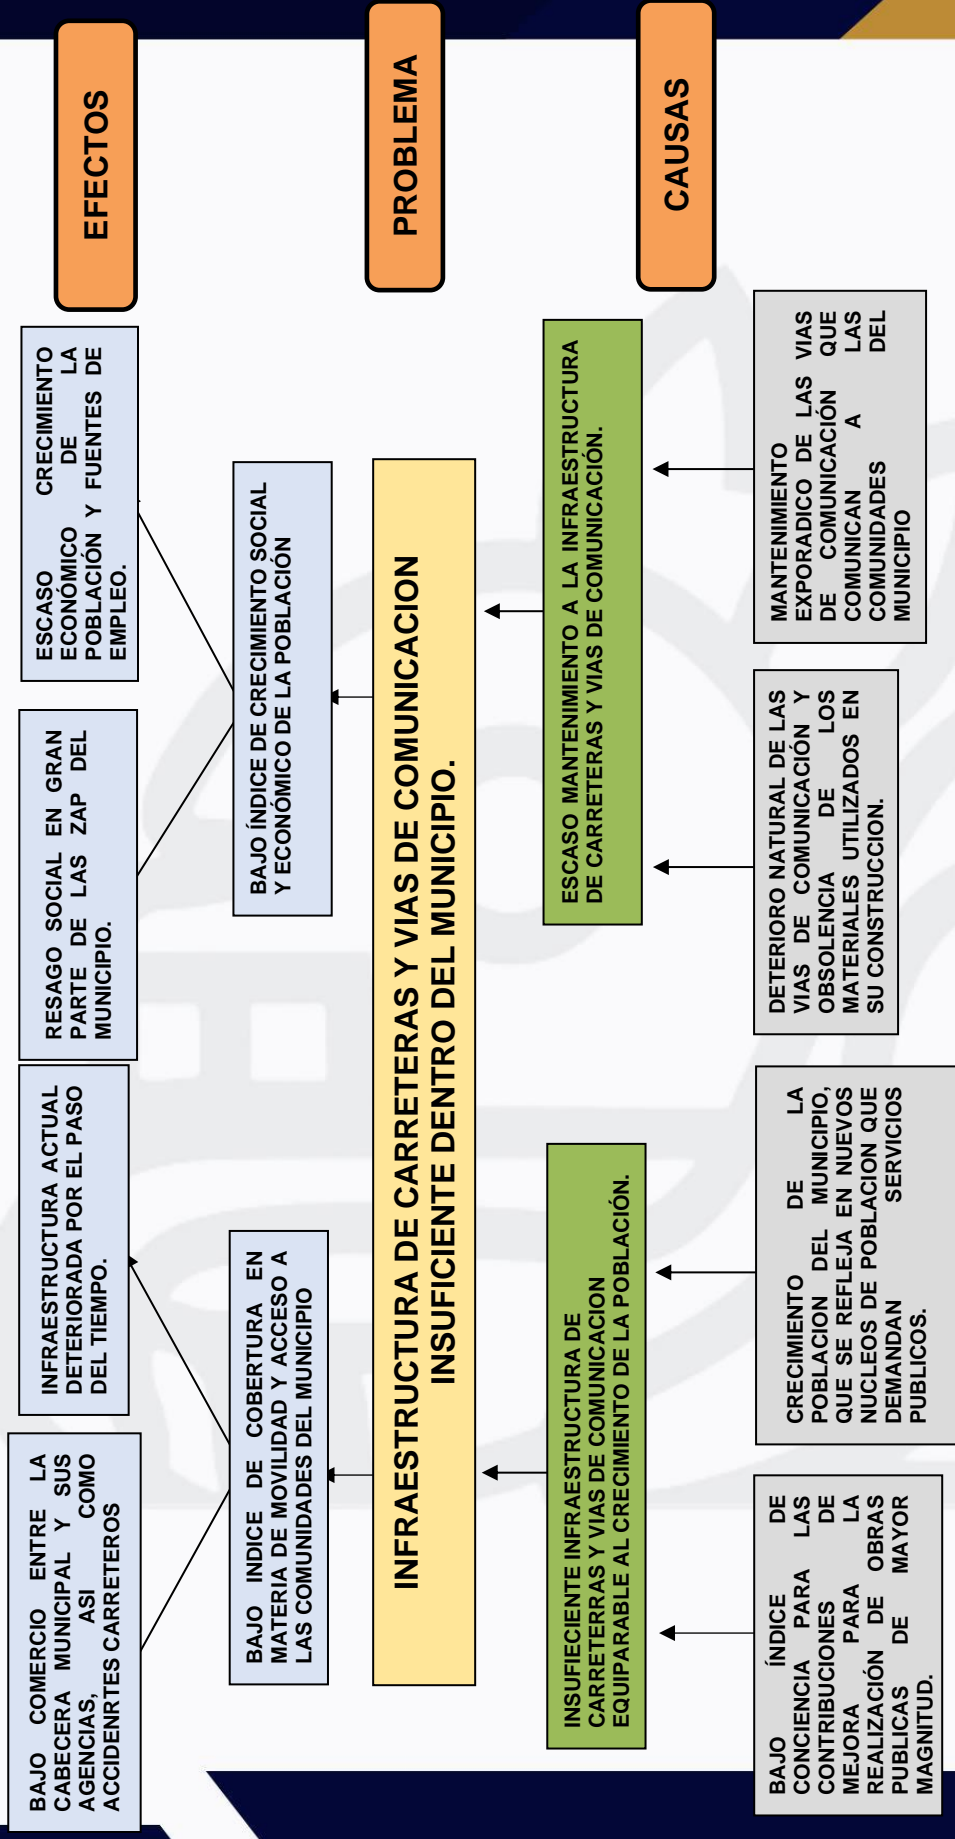 BAJO COMERCIO ENTRE LA
CABECERA MUNICIPAL Y SUS
AGENCIAS, ASI COMO
ACCIDENRTES CARRETEROS
INFRAESTRUCTURA ACTUAL
DETERIORADA POR EL PASO
DEL TIEMPO.
RESAGO SOCIAL EN GRAN
PARTE DE LAS ZAP DEL
MUNICIPIO.
ESCASO CRECIMIENTO
ECONÓMICO DE LA
POBLACIÓN Y FUENTES DE
EMPLEO.
EFECTOS
BAJO INDICE DE COBERTURA EN
MATERIA DE MOVILIDAD Y ACCESO A
LAS COMUNIDADES DEL MUNICIPIO
BAJO ÍNDICE DE CRECIMIENTO SOCIAL
Y ECONÓMICO DE LA POBLACIÓN
INFRAESTRUCTURA DE CARRETERAS Y VIAS DE COMUNICACION
INSUFICIENTE DENTRO DEL MUNICIPIO.
PROBLEMA
INSUFIECIENTE INFRAESTRUCTURA DE
CARRETERRAS Y VIAS DE COMUNICACION
EQUIPARABLE AL CRECIMIENTO DE LA POBLACIÓN.
ESCASO MANTENIMIENTO A LA INFRAESTRUCTURA
DE CARRETERAS Y VIAS DE COMUNICACIÓN.
CAUSAS
BAJO ÍNDICE DE
CONCIENCIA PARA LAS
CONTRIBUCIONES DE
MEJORA PARA LA
REALIZACIÓN DE OBRAS
PUBLICAS DE MAYOR
MAGNITUD.
CRECIMIENTO DE LA
POBLACION DEL MUNICIPIO,
QUE SE REFLEJA EN NUEVOS
NUCLEOS DE POBLACION QUE
DEMANDAN SERVICIOS
PUBLICOS.
DETERIORO NATURAL DE LAS
VIAS DE COMUNICACIÓN Y
OBSOLENCIA DE LOS
MATERIALES UTILIZADOS EN
SU CONSTRUCCION.
MANTENIMIENTO
EXPORADICO DE LAS VIAS
DE COMUNICACIÓN QUE
COMUNICAN A LAS
COMUNIDADES DEL
MUNICIPIO